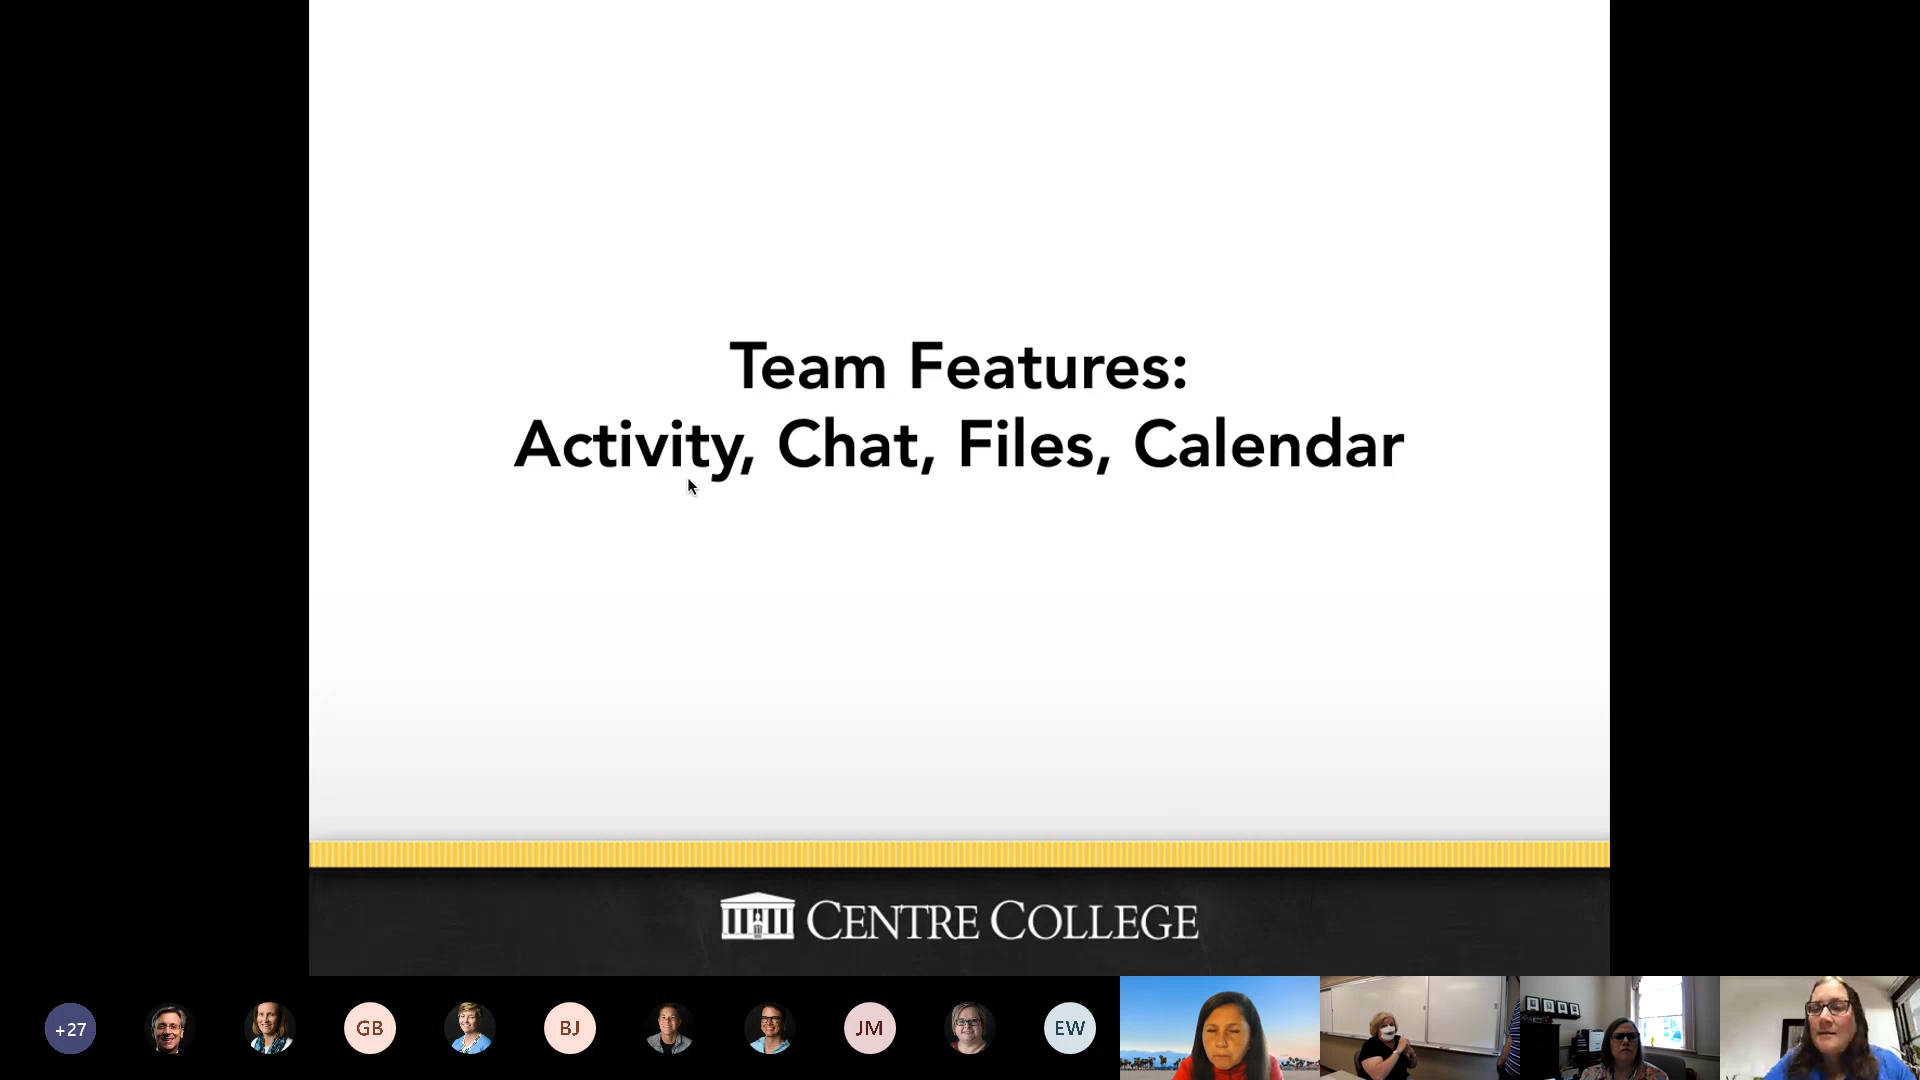 Team Features:
Activity, Chat, Files, Calendar
CENTRE COLLEGE
+27
GB
BJ
JM
EW